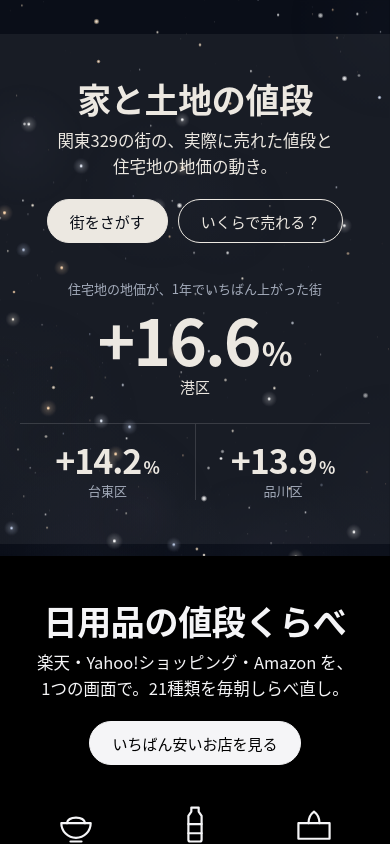 家と土地の値段
関東329の街の、実際に売れた値段と
住宅地の地価の動き。
街をさがす
いくらで売れる？
住宅地の地価が、1年でいちばん上がった街
+16.6%
港区
+14.2%
台東区
+13.9%
品川区
日用品の値段くらべ
楽天・Yahoo!ショッピング・Amazon を、
1つの画面で。21種類を毎朝しらべ直し。
いちばん安いお店を見る